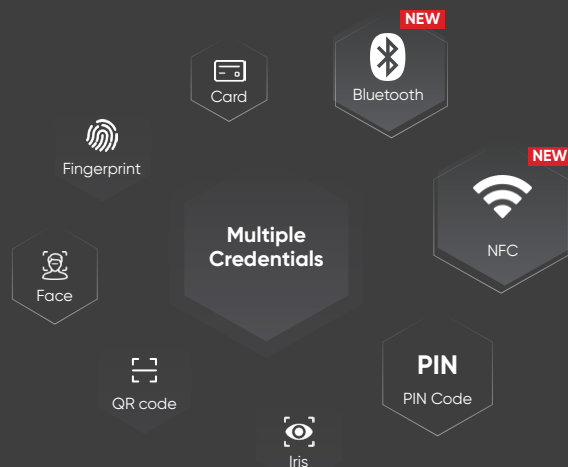 NEW
Card
Bluetooth
Fingerprint
NEW
Multiple
Credentials
NFC
Face
PIN
PIN Code
QR code
Iris